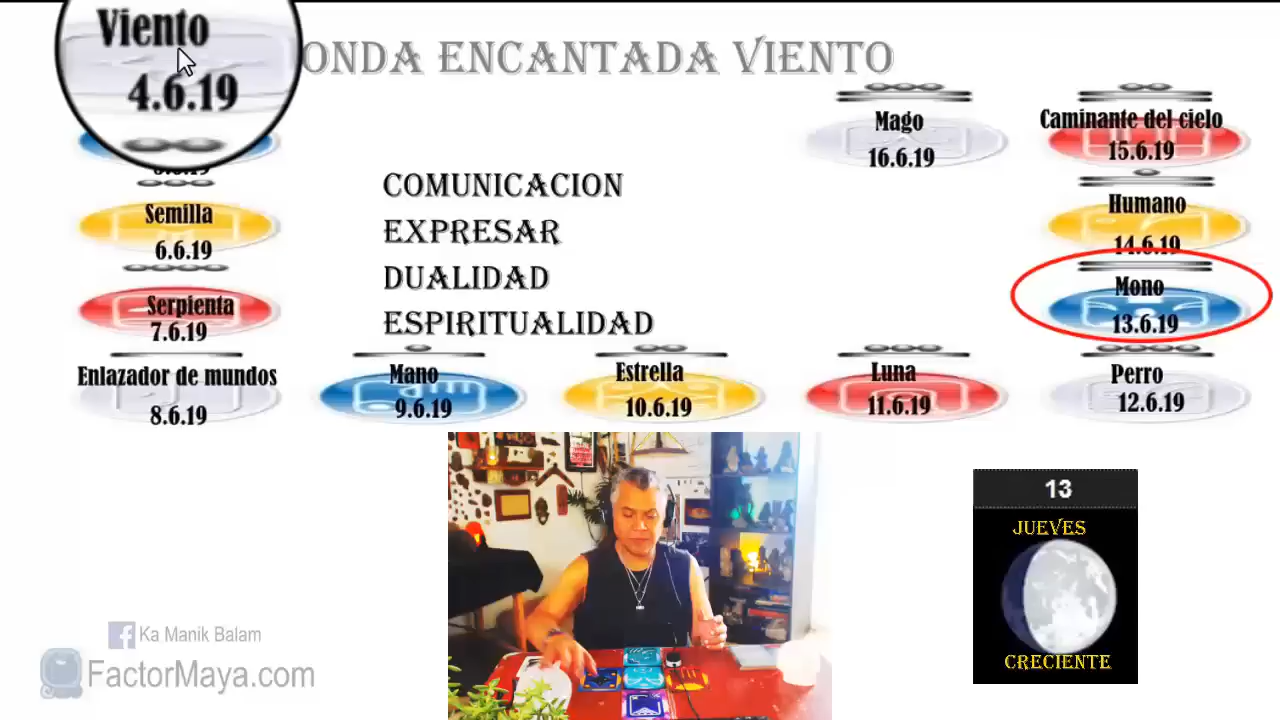 Viento
4.6.19
ONDA ENCANTADA VIENTO
Mago
16.6.19
Caminante del cielo
15.6.19
COMUNICACION
EXPRESAR
DUALIDAD
ESPIRITUALIDAD
Semilla
6.6.19
Humano
14.6.19
Serpienta
7.6.19
Mono
13.6.19
Enlazador de mundos
8.6.19
Mano
9.6.19
Estrella
10.6.19
Luna
11.6.19
Perro
12.6.19
13
JUEVES
CRECIENTE
Ka Manik Balam
FactorMaya.com